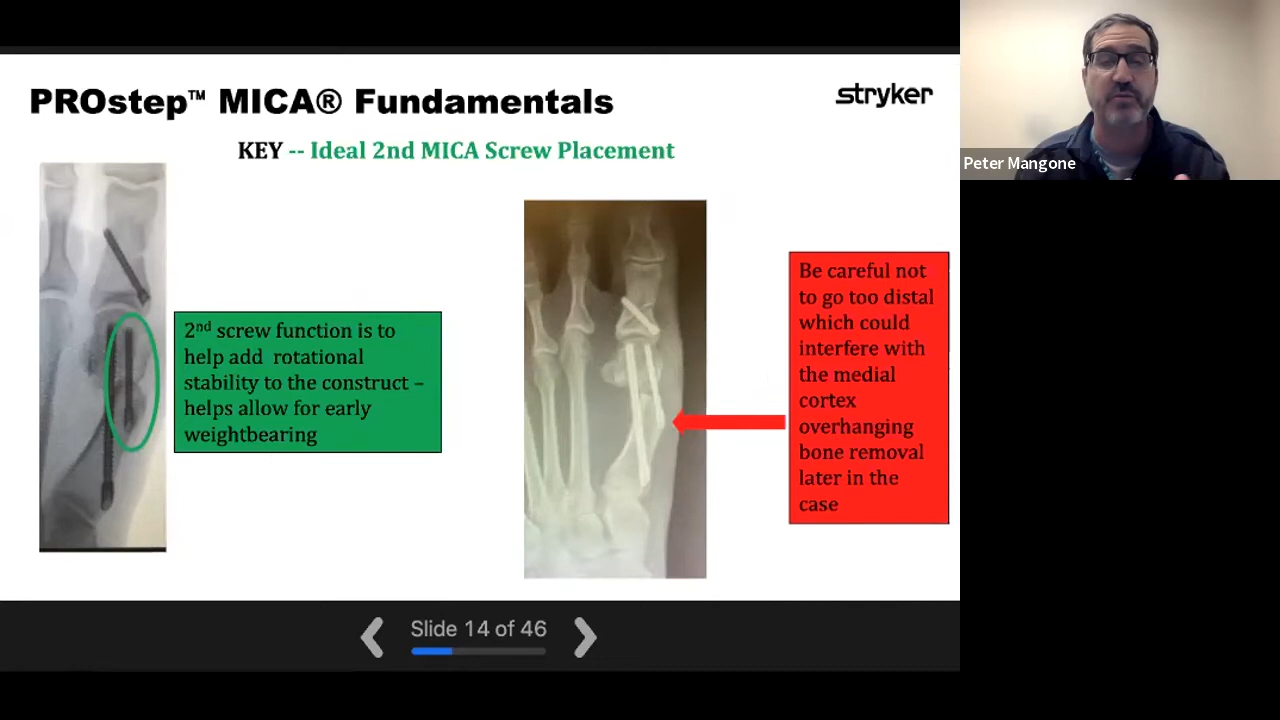 PROstep™ MICA® Fundamentals
stryker
KEY -- Ideal 2nd MICA Screw Placement
Peter Mangone
2nd screw function is to
help add rotational
stability to the construct –
helps allow for early
weightbearing
Be careful not
to go too distal
which could
interfere with
the medial
cortex
overhanging
bone removal
later in the
case
Slide 14 of 46